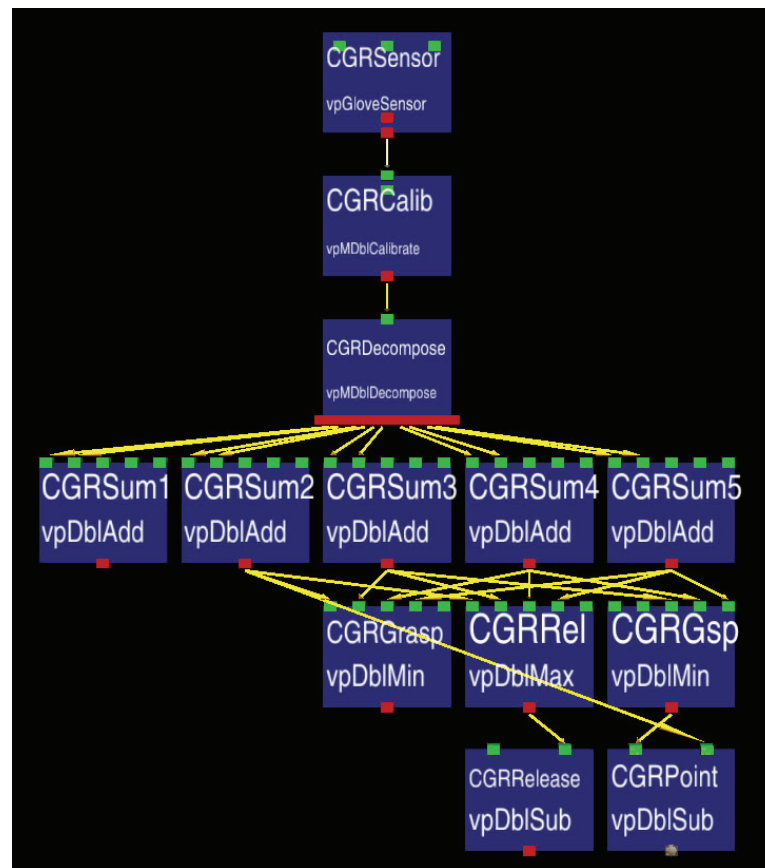 CGRSensor
vpGloveSensor
CGRCalib
vpMDblCalibrate
CGRDecompose
vpMDblDecompose
CGRSum1 CGRSum2 CGRSum3 CGRSum4 CGRSum5
vpDblAdd vpDblAdd vpDblAdd vpDblAdd vpDblAdd
CGRGrasp CGRRel CGRGsp
vpDblMin vpDblMax vpDblMin
CGRRelease CGRPoint
vpDblSub vpDblSub